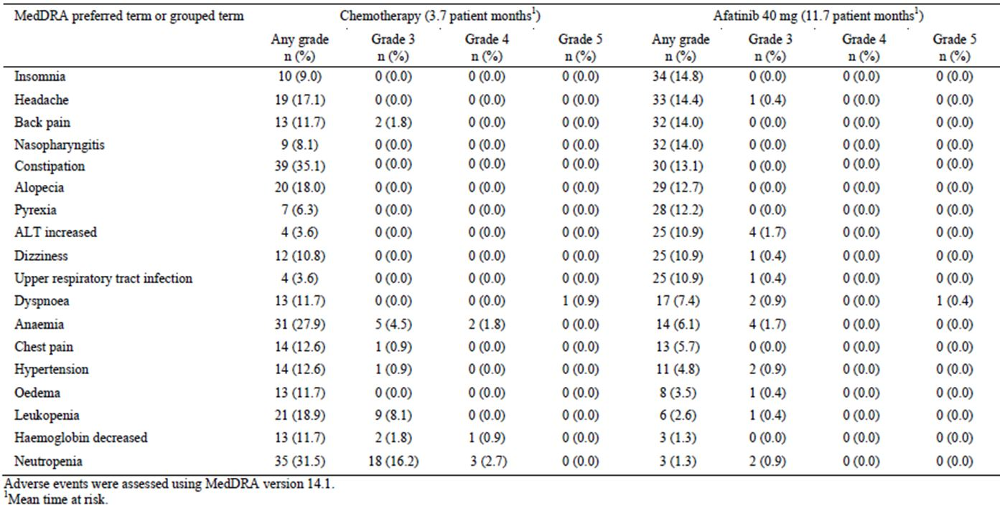 MedDRA preferred term or grouped term Chemotherapy (3.7 patient months1) Afatinib 40 mg (11.7 patient months1)
Any grade Grade 3 Grade 4 Grade 5 Any grade Grade 3 Grade 4 Grade 5
n (%) n (%) n (%) n (%) n (%) n (%) n (%) n (%)
Insomnia 10 (9.0) 0 (0.0) 0 (0.0) 0 (0.0) 34 (14.8) 0 (0.0) 0 (0.0) 0 (0.0)
Headache 19 (17.1) 0 (0.0) 0 (0.0) 0 (0.0) 33 (14.4) 1 (0.4) 0 (0.0) 0 (0.0)
Back pain 13 (11.7) 2 (1.8) 0 (0.0) 0 (0.0) 32 (14.0) 0 (0.0) 0 (0.0) 0 (0.0)
Nasopharyngitis 9 (8.1) 0 (0.0) 0 (0.0) 0 (0.0) 32 (14.0) 0 (0.0) 0 (0.0) 0 (0.0)
Constipation 39 (35.1) 0 (0.0) 0 (0.0) 0 (0.0) 30 (13.1) 0 (0.0) 0 (0.0) 0 (0.0)
Alopecia 20 (18.0) 0 (0.0) 0 (0.0) 0 (0.0) 29 (12.7) 0 (0.0) 0 (0.0) 0 (0.0)
Pyrexia 7 (6.3) 0 (0.0) 0 (0.0) 0 (0.0) 28 (12.2) 0 (0.0) 0 (0.0) 0 (0.0)
ALT increased 4 (3.6) 0 (0.0) 0 (0.0) 0 (0.0) 25 (10.9) 4 (1.7) 0 (0.0) 0 (0.0)
Dizziness 12 (10.8) 0 (0.0) 0 (0.0) 0 (0.0) 25 (10.9) 1 (0.4) 0 (0.0) 0 (0.0)
Upper respiratory tract infection 4 (3.6) 0 (0.0) 0 (0.0) 0 (0.0) 25 (10.9) 1 (0.4) 0 (0.0) 0 (0.0)
Dyspnoea 13 (11.7) 0 (0.0) 0 (0.0) 1 (0.9) 17 (7.4) 2 (0.9) 0 (0.0) 1 (0.4)
Anaemia 31 (27.9) 5 (4.5) 2 (1.8) 0 (0.0) 14 (6.1) 4 (1.7) 0 (0.0) 0 (0.0)
Chest pain 14 (12.6) 1 (0.9) 0 (0.0) 0 (0.0) 13 (5.7) 0 (0.0) 0 (0.0) 0 (0.0)
Hypertension 14 (12.6) 1 (0.9) 0 (0.0) 0 (0.0) 11 (4.8) 2 (0.9) 0 (0.0) 0 (0.0)
Oedema 13 (11.7) 0 (0.0) 0 (0.0) 0 (0.0) 8 (3.5) 1 (0.4) 0 (0.0) 0 (0.0)
Leukopenia 21 (18.9) 9 (8.1) 0 (0.0) 0 (0.0) 6 (2.6) 1 (0.4) 0 (0.0) 0 (0.0)
Haemoglobin decreased 13 (11.7) 2 (1.8) 1 (0.9) 0 (0.0) 3 (1.3) 0 (0.0) 0 (0.0) 0 (0.0)
Neutropenia 35 (31.5) 18 (16.2) 3 (2.7) 0 (0.0) 3 (1.3) 2 (0.9) 0 (0.0) 0 (0.0)
Adverse events were assessed using MedDRA version 14.1.
1Mean time at risk.